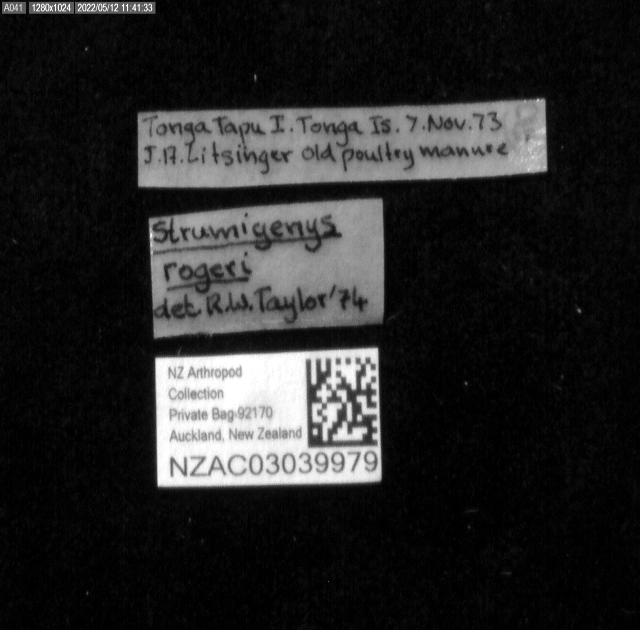 A041 1280x1024 2022/05/12 11:41:33
Tonga Tapu I. Tonga Is. 7.Nov.73
J.A.Litsinger Old poultry manure
Strumigenys
rogeri
det. R.W.Taylor '74
NZ Arthropod
Collection
Private Bag 92170
Auckland, New Zealand
NZAC03039979